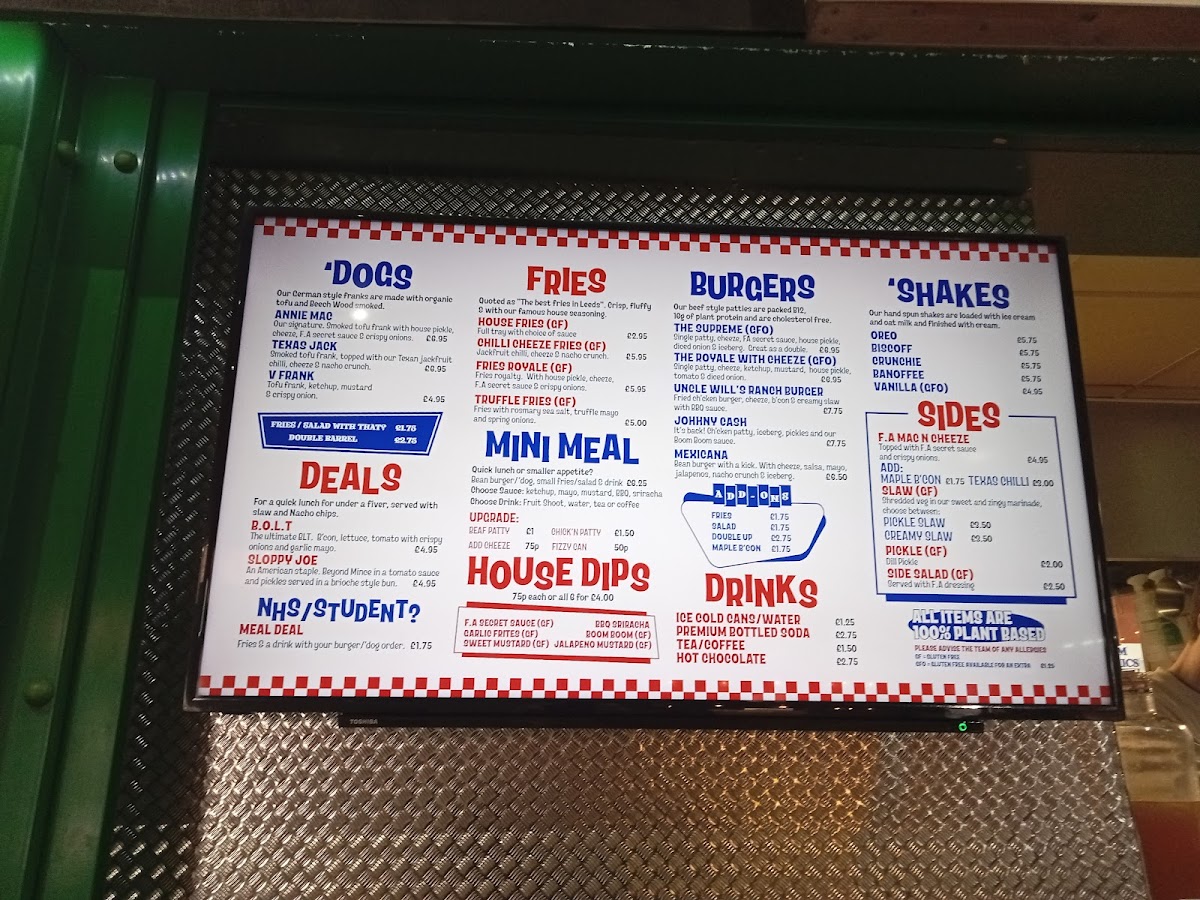 'DOGS
Our German style franks are made with organic
tofu and Beech Wood smoked.
ANNIE MAC
Our signature. Smoked tofu frank with house pickle,
cheeze, F.A secret sauce & crispy onions. £6.95
TEXAS JACK
Smoked tofu frank, topped with our Texan jackfruit
chilli, cheeze & nacho crunch. £6.95
V FRANK
Tofu frank, ketchup, mustard
& crispy onion. £4.95
FRIES / SALAD WITH THAT? £1.75
DOUBLE BARREL £2.75
DEALS
For a quick lunch for under a fiver, served with
slaw and Nacho chips.
B.O.L.T
The ultimate BLT. B'con, lettuce, tomato with crispy
onions and garlic mayo. £4.95
SLOPPY JOE
An American staple. Beyond Mince in a tomato sauce
and pickles served in a brioche style bun. £4.95
NHS/STUDENT?
MEAL DEAL
Fries & a drink with your burger/'dog order. £1.75
FRIES
Quoted as "The best fries in Leeds". Crisp, fluffy
& with our famous house seasoning.
HOUSE FRIES (GF)
Full tray with choice of sauce £2.95
CHILLI CHEEZE FRIES (GF)
Jackfruit chilli, cheeze & nacho crunch. £5.95
FRIES ROYALE (GF)
Fries royalty. With house pickle, cheeze,
F.A secret sauce & crispy onions. £5.95
TRUFFLE FRIES (GF)
Fries with rosmary sea salt, truffle mayo
and spring onions. £5.00
MINI MEAL
Quick lunch or smaller appetite?
Bean burger/'dog, small fries/salad & drink £6.25
Choose Sauce: ketchup, mayo, mustard, BBQ, sriracha
Choose Drink: Fruit Shoot, water, tea or coffee
UPGRADE:
BEAF PATTY £1 CHICK'N PATTY £1.50
ADD CHEEZE 75p FIZZY CAN 50p
HOUSE DIPS
75p each or all 6 for £4.00
F.A SECRET SAUCE (GF) BBQ SRIRACHA
GARLIC FRITES (GF) BOOM BOOM (GF)
SWEET MUSTARD (GF) JALAPENO MUSTARD (GF)
BURGERS
Our beef style patties are packed B12,
18g of plant protein and are cholesterol free.
THE SUPREME (GFO)
Single patty, cheeze, FA secret sauce, house pickle,
diced onion & iceberg. Great as a double. £6.95
THE ROYALE WITH CHEEZE (GFO)
Single patty, cheeze, ketchup, mustard, house pickle,
tomato & diced onion. £6.95
UNCLE WILL'S RANCH BURGER
Fried ch'cken burger, cheeze, b'con & creamy slaw
with BBQ sauce. £7.75
JOHHNY CASH
It's back! Ch'cken patty, iceberg, pickles and our
Boom Boom sauce. £7.75
MEXICANA
Bean burger with a kick. With cheeze, salsa, mayo,
jalapenos, nacho crunch & iceberg. £6.50
ADD-ONS
FRIES £1.75
SALAD £1.75
DOUBLE UP £2.75
MAPLE B'CON £1.75
DRINKS
ICE COLD CANS/WATER £1.25
PREMIUM BOTTLED SODA £2.75
TEA/COFFEE £1.50
HOT CHOCOLATE £2.75
'SHAKES
Our hand spun shakes are loaded with ice cream
and oat milk and finished with cream.
OREO £5.75
BISCOFF £5.75
CRUNCHIE £5.75
BANOFFEE £5.75
VANILLA (GFO) £4.95
SIDES
F.A MAC N CHEEZE
Topped with F.A secret sauce
and crispy onions. £4.95
ADD:
MAPLE B'CON £1.75 TEXAS CHILLI £2.00
SLAW (GF)
Shredded veg in our sweet and zingy marinade,
choose between:
PICKLE SLAW £2.50
CREAMY SLAW £2.50
PICKLE (GF)
Dill Pickle £2.00
SIDE SALAD (GF)
Served with F.A dressing £2.50
ALL ITEMS ARE
100% PLANT BASED
PLEASE ADVISE THE TEAM OF ANY ALLERGIES
GF = GLUTEN FREE
GFO = GLUTEN FREE AVAILABLE FOR AN EXTRA £1.25
TOSHIBA